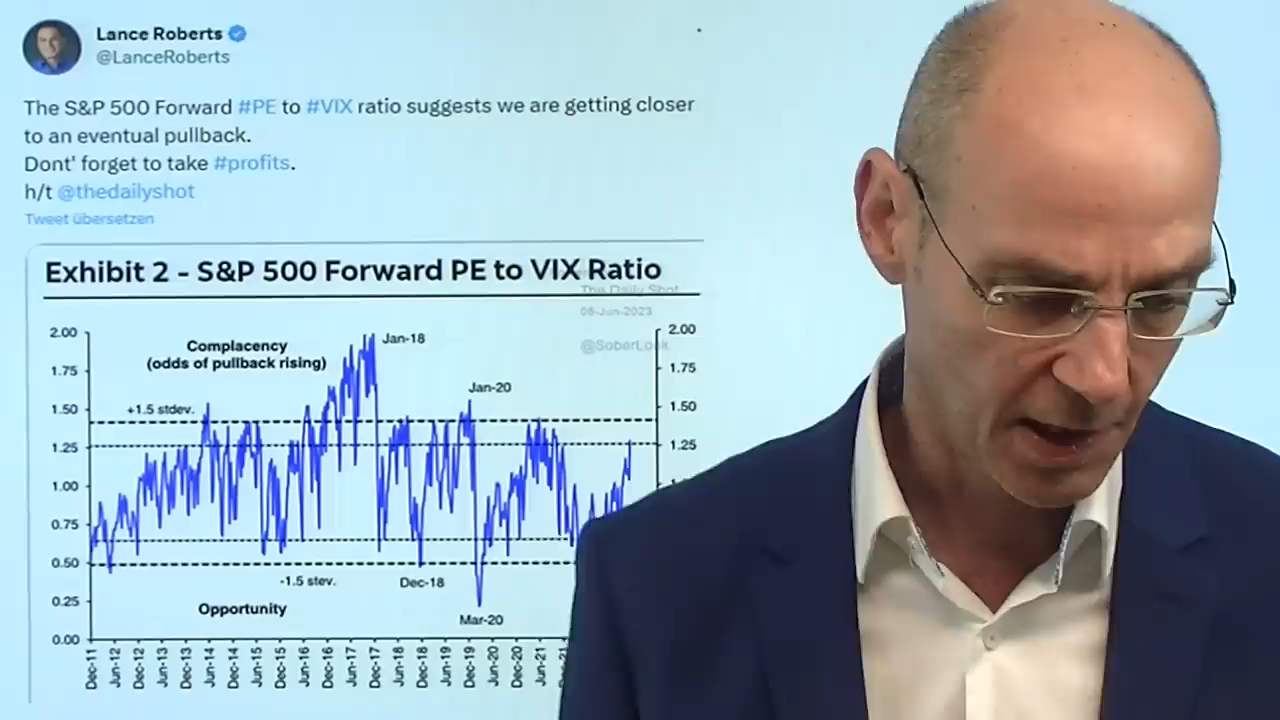 Lance Roberts
@LanceRoberts
The S&P 500 Forward #PE to #VIX ratio suggests we are getting closer
to an eventual pullback.
Dont' forget to take #profits.
h/t @thedailyshot
Tweet übersetzen
Exhibit 2 - S&P 500 Forward PE to VIX Ratio
The Daily Shot
06-Jun-2023
@SoberLook
2.00
1.75
1.50
1.25
1.00
0.75
0.50
0.25
0.00
Complacency
(odds of pullback rising)
Jan-18
Jan-20
+1.5 stdev.
-1.5 stev.
Dec-18
Opportunity
Mar-20
2.00
1.75
1.50
1.25
Dec-11
Jun-12
Dec-12
Jun-13
Dec-13
Jun-14
Dec-14
Jun-15
Dec-15
Jun-16
Dec-16
Jun-17
Dec-17
Jun-18
Dec-18
Jun-19
Dec-19
Jun-20
Dec-20
Jun-21